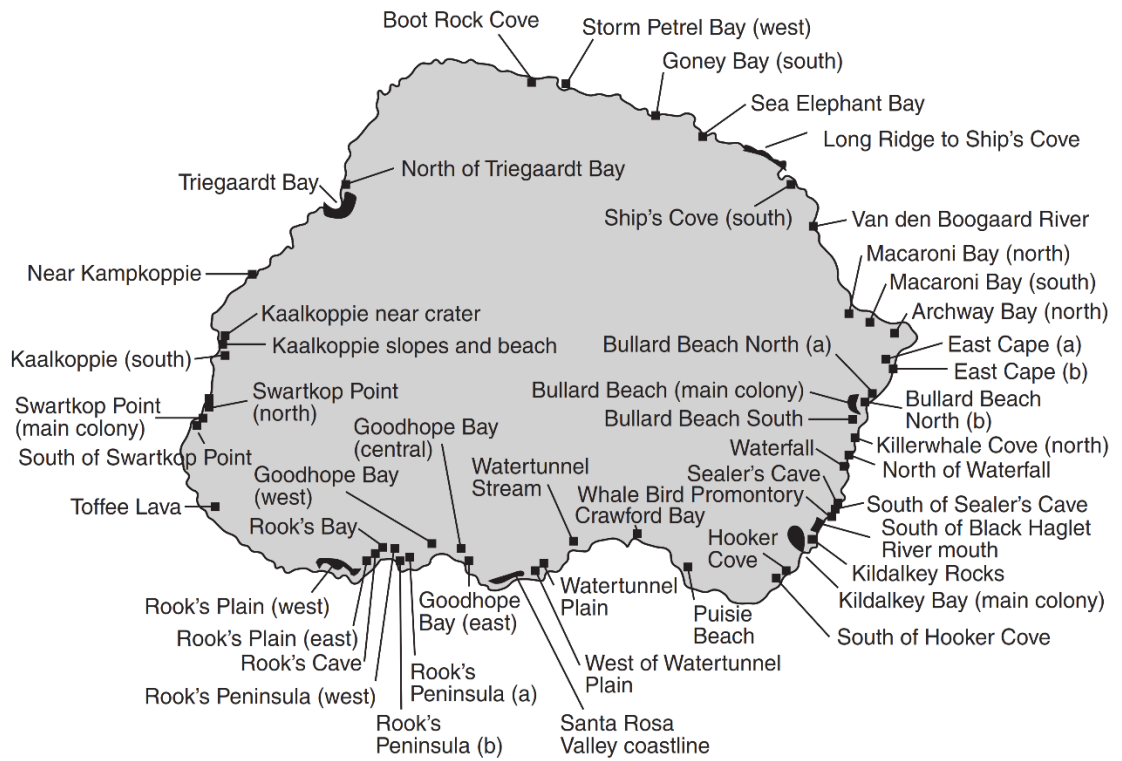 Boot Rock Cove
Storm Petrel Bay (west)
Goney Bay (south)
Sea Elephant Bay
Long Ridge to Ship's Cove
North of Triegaardt Bay
Triegaardt Bay
Ship's Cove (south)
Van den Boogaard River
Macaroni Bay (north)
Near Kampkoppie
Macaroni Bay (south)
Archway Bay (north)
Kaalkoppie near crater
Kaalkoppie slopes and beach
Kaalkoppie (south)
Bullard Beach North (a)
East Cape (a)
East Cape (b)
Swartkop Point
(north)
Swartkop Point
(main colony)
South of Swartkop Point
Bullard Beach (main colony)
Bullard Beach
North (b)
Bullard Beach South
Goodhope Bay
(central)
Killerwhale Cove (north)
Waterfall
North of Waterfall
Goodhope Bay
(west)
Watertunnel
Stream
Sealer's Cave
Whale Bird Promontory
Toffee Lava
South of Sealer's Cave
Crawford Bay
Rook's Bay
South of Black Haglet
River mouth
Hooker
Cove
Kildalkey Rocks
Kildalkey Bay (main colony)
Rook's Plain (west)
Goodhope
Bay (east)
Watertunnel
Plain
Puisie
Beach
South of Hooker Cove
Rook's Plain (east)
Rook's Cave
Rook's Peninsula (west)
Rook's
Peninsula (a)
West of Watertunnel
Plain
Rook's
Peninsula (b)
Santa Rosa
Valley coastline